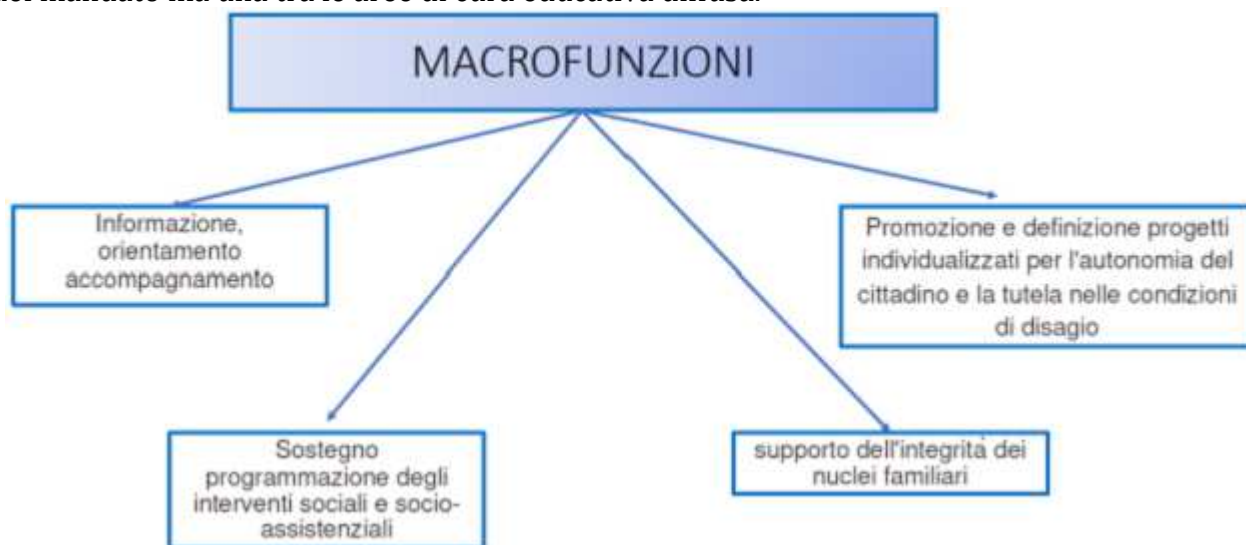 MACROFUNZIONI
Informazione,
orientamento
accompagnamento
Promozione e definizione progetti
individualizzati per l'autonomia del
cittadino e la tutela nelle condizioni
di disagio
Sostegno
programmazione degli
interventi sociali e socio-
assistenziali
supporto dell'integrità dei
nuclei familiari